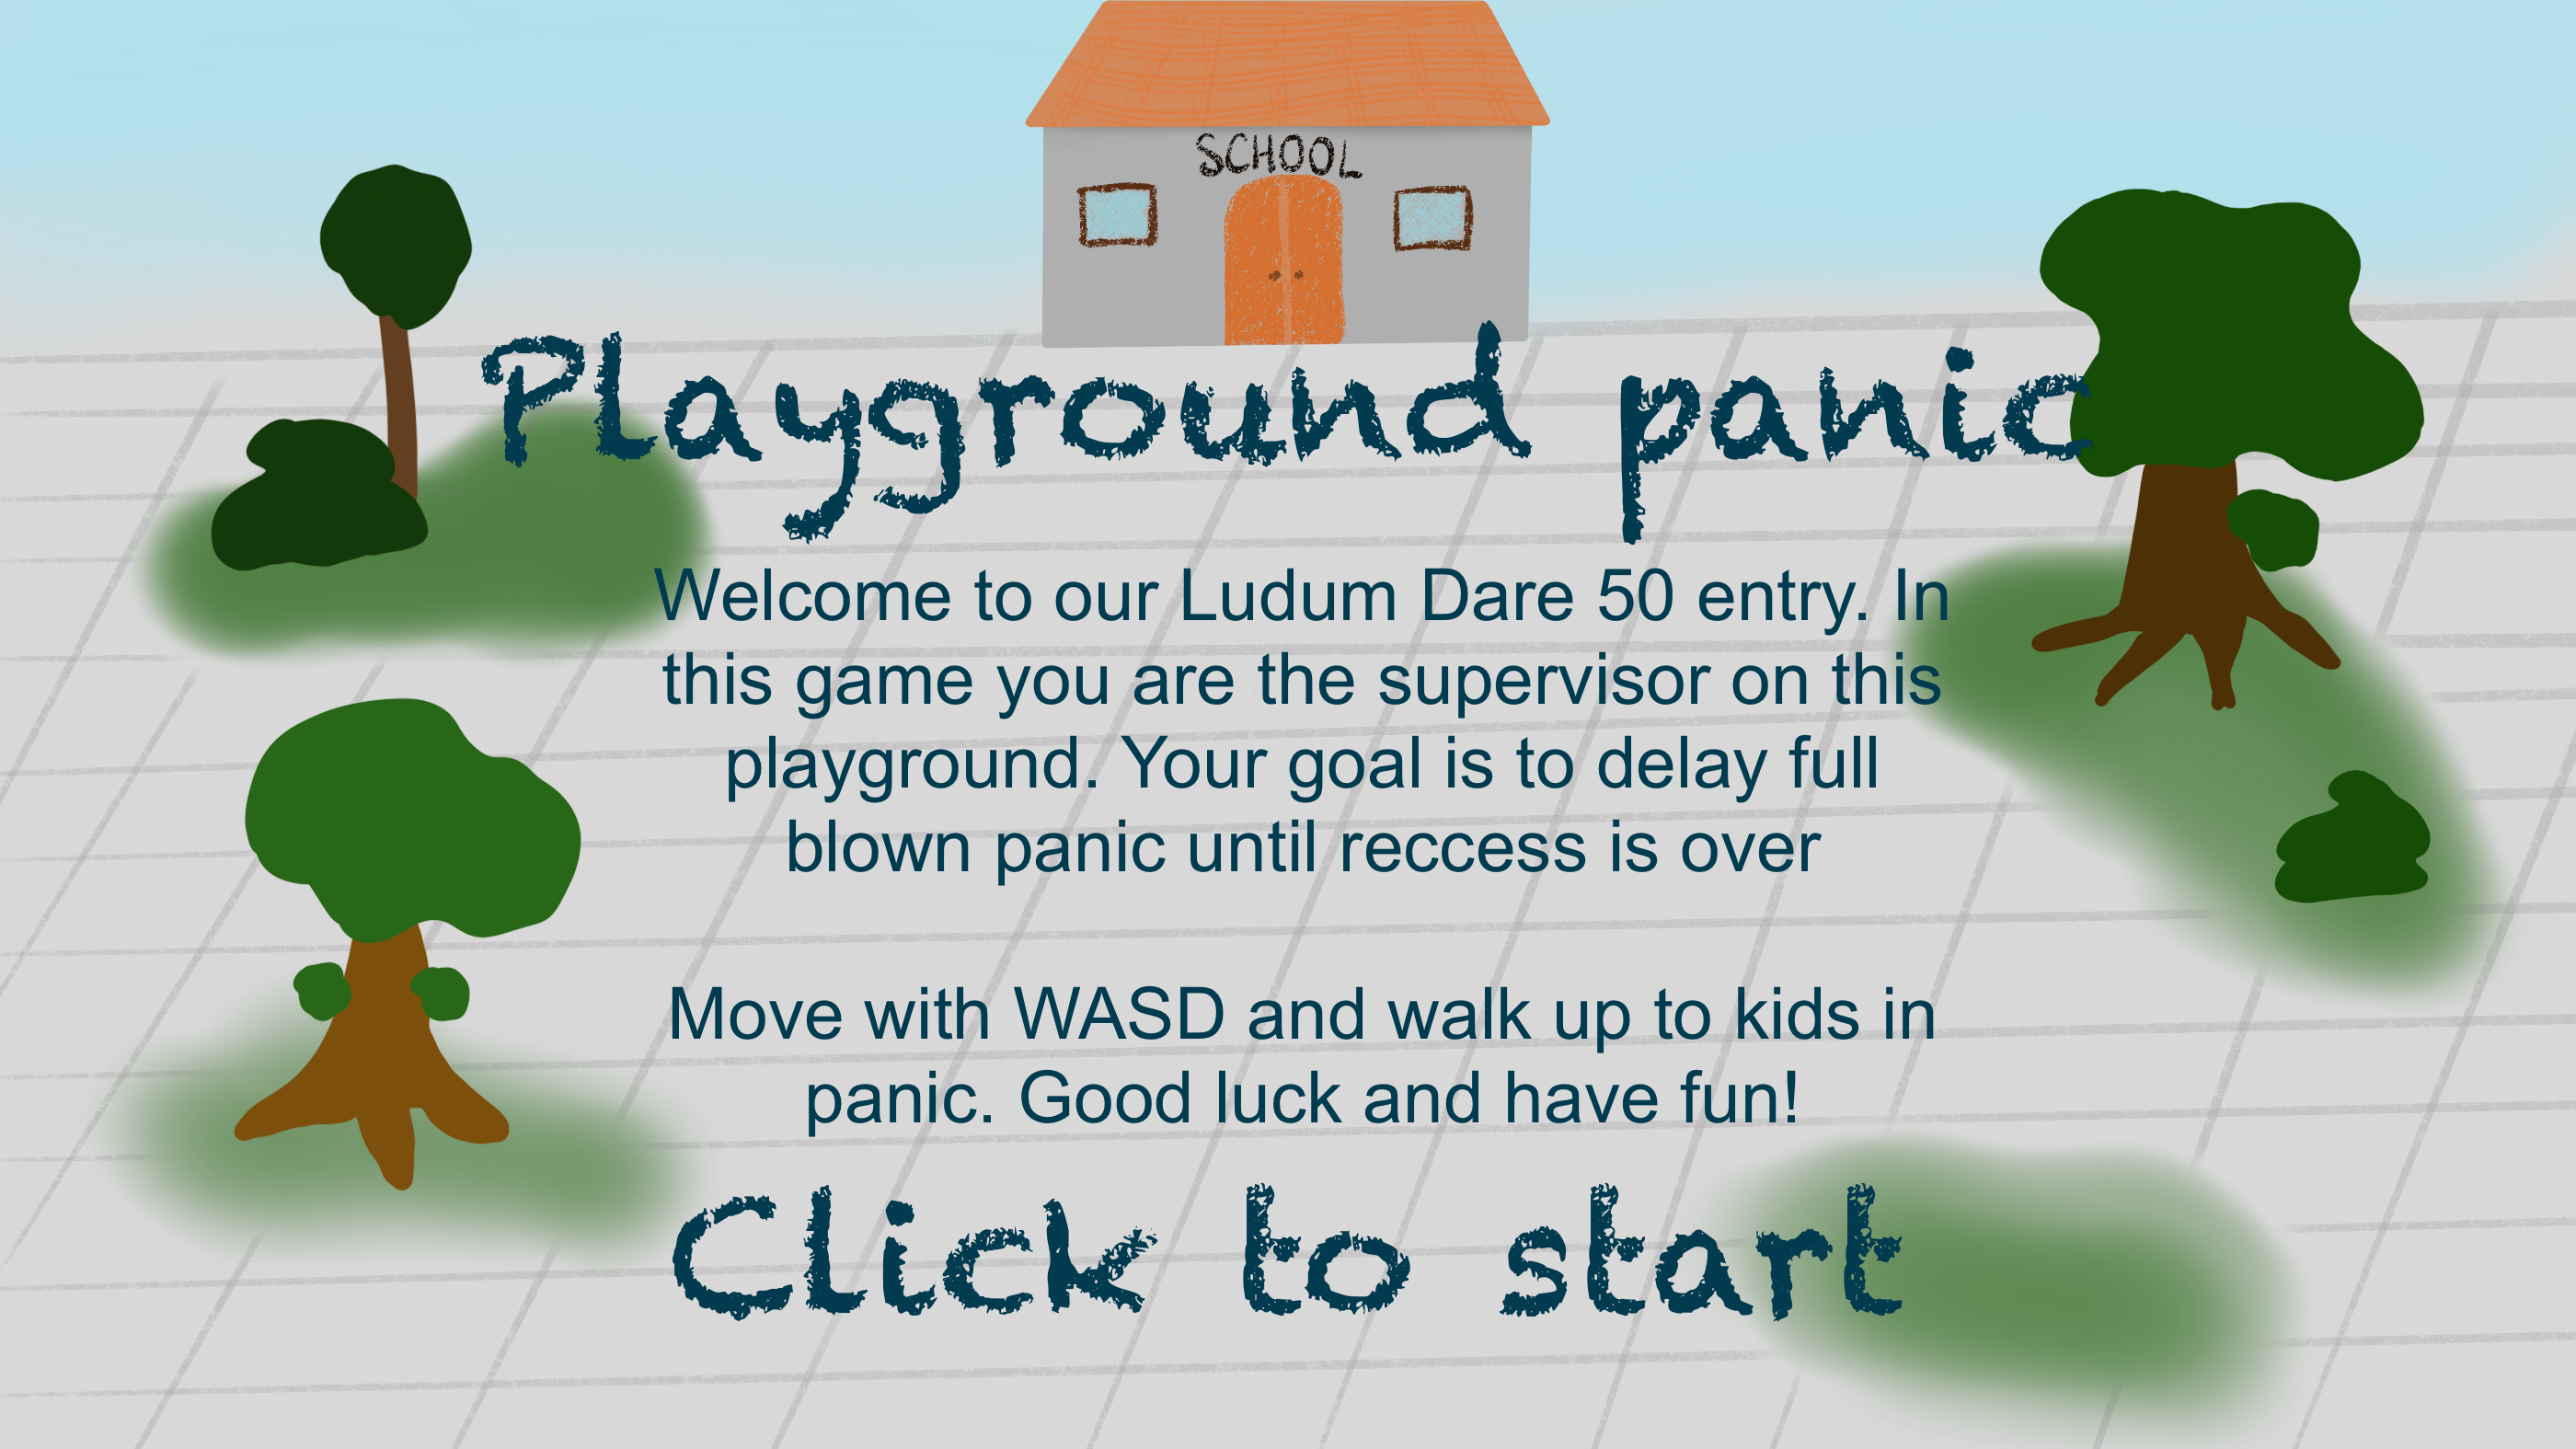 SCHOOL
Playground panic
Welcome to our Ludum Dare 50 entry. In
this game you are the supervisor on this
playground. Your goal is to delay full
blown panic until reccess is over
Move with WASD and walk up to kids in
panic. Good luck and have fun!
Click to start